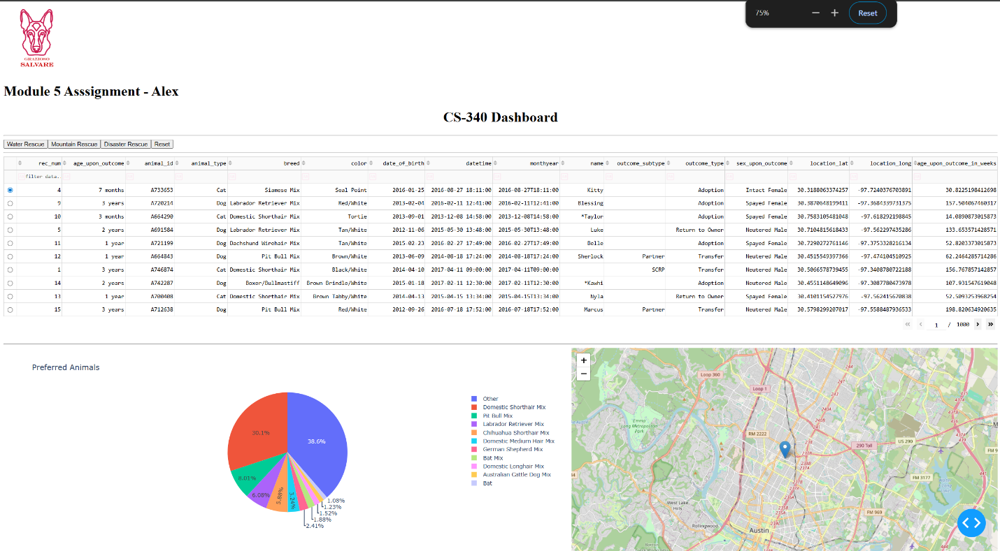 75% − + Reset
GRAZIOSO
SALVARE
Module 5 Asssignment - Alex
CS-340 Dashboard
Water Rescue Mountain Rescue Disaster Rescue Reset
rec_num age_upon_outcome animal_id animal_type breed color date_of_birth datetime monthyear name outcome_subtype outcome_type sex_upon_outcome location_lat location_long age_upon_outcome_in_weeks
filter data..
4 7 months A733653 Cat Siamese Mix Seal Point 2016-01-25 2016-08-27 18:11:00 2016-08-27T18:11:00 Kitty Adoption Intact Female 30.3188063374257 -97.7240376703891 30.8225198412698
9 3 years A720214 Dog Labrador Retriever Mix Red/White 2013-02-04 2016-02-11 12:41:00 2016-02-11T12:41:00 Blessing Adoption Spayed Female 30.3870648199411 -97.3684339731375 157.504067460317
10 3 months A664290 Cat Domestic Shorthair Mix Tortie 2013-09-01 2013-12-08 14:58:00 2013-12-08T14:58:00 *Taylor Adoption Spayed Female 30.7583105481048 -97.618292198845 14.0890873015873
5 2 years A691584 Dog Labrador Retriever Mix Tan/White 2012-11-06 2015-05-30 13:48:00 2015-05-30T13:48:00 Luke Return to Owner Neutered Male 30.7104815618433 -97.562297435286 133.653571428571
11 1 year A721199 Dog Dachshund Wirehair Mix Tan/White 2015-02-23 2016-02-27 17:49:00 2016-02-27T17:49:00 Belle Adoption Spayed Female 30.7290272761146 -97.3753328216134 52.8203373015873
12 1 year A664843 Dog Pit Bull Mix Brown/White 2013-06-09 2014-08-18 17:24:00 2014-08-18T17:24:00 Sherlock Partner Transfer Neutered Male 30.4515549397366 -97.474104510925 62.2464285714286
1 3 years A746874 Cat Domestic Shorthair Mix Black/White 2014-04-10 2017-04-11 09:00:00 2017-04-11T09:00:00 SCRP Transfer Neutered Male 30.5066578739455 -97.3408780722188 156.767857142857
14 2 years A742287 Dog Boxer/Bullmastiff Brown Brindle/White 2015-01-18 2017-02-11 12:30:00 2017-02-11T12:30:00 *Kawhi Adoption Neutered Male 30.4551148649096 -97.3087780473978 107.931547619048
13 1 year A700408 Cat Domestic Shorthair Mix Brown Tabby/White 2014-04-13 2015-04-15 13:34:00 2015-04-15T13:34:00 Nyla Return to Owner Spayed Female 30.4101154527976 -97.562415670838 52.5093253968254
15 3 years A712638 Dog Pit Bull Mix Red/White 2012-09-26 2016-07-18 17:52:00 2016-07-18T17:52:00 Marcus Partner Transfer Neutered Male 30.5798299207017 -97.5588487936533 198.820634920635
« ‹ 1 / 1000 › »
Preferred Animals
38.6%
30.1%
8.01%
6.08%
5.88%
3.24%
2.41%
1.88%
1.52%
1.23%
1.08%
Other
Domestic Shorthair Mix
Pit Bull Mix
Labrador Retriever Mix
Chihuahua Shorthair Mix
Domestic Medium Hair Mix
German Shepherd Mix
Bat Mix
Domestic Longhair Mix
Australian Cattle Dog Mix
Bat
+
−
Loop 360
Loop 1
Emma
Long Metropolitan
Park
RM 2222
290 Toll
US 290
FM 3177
FM 969
West Lake
Hills
Rollingwood
Austin